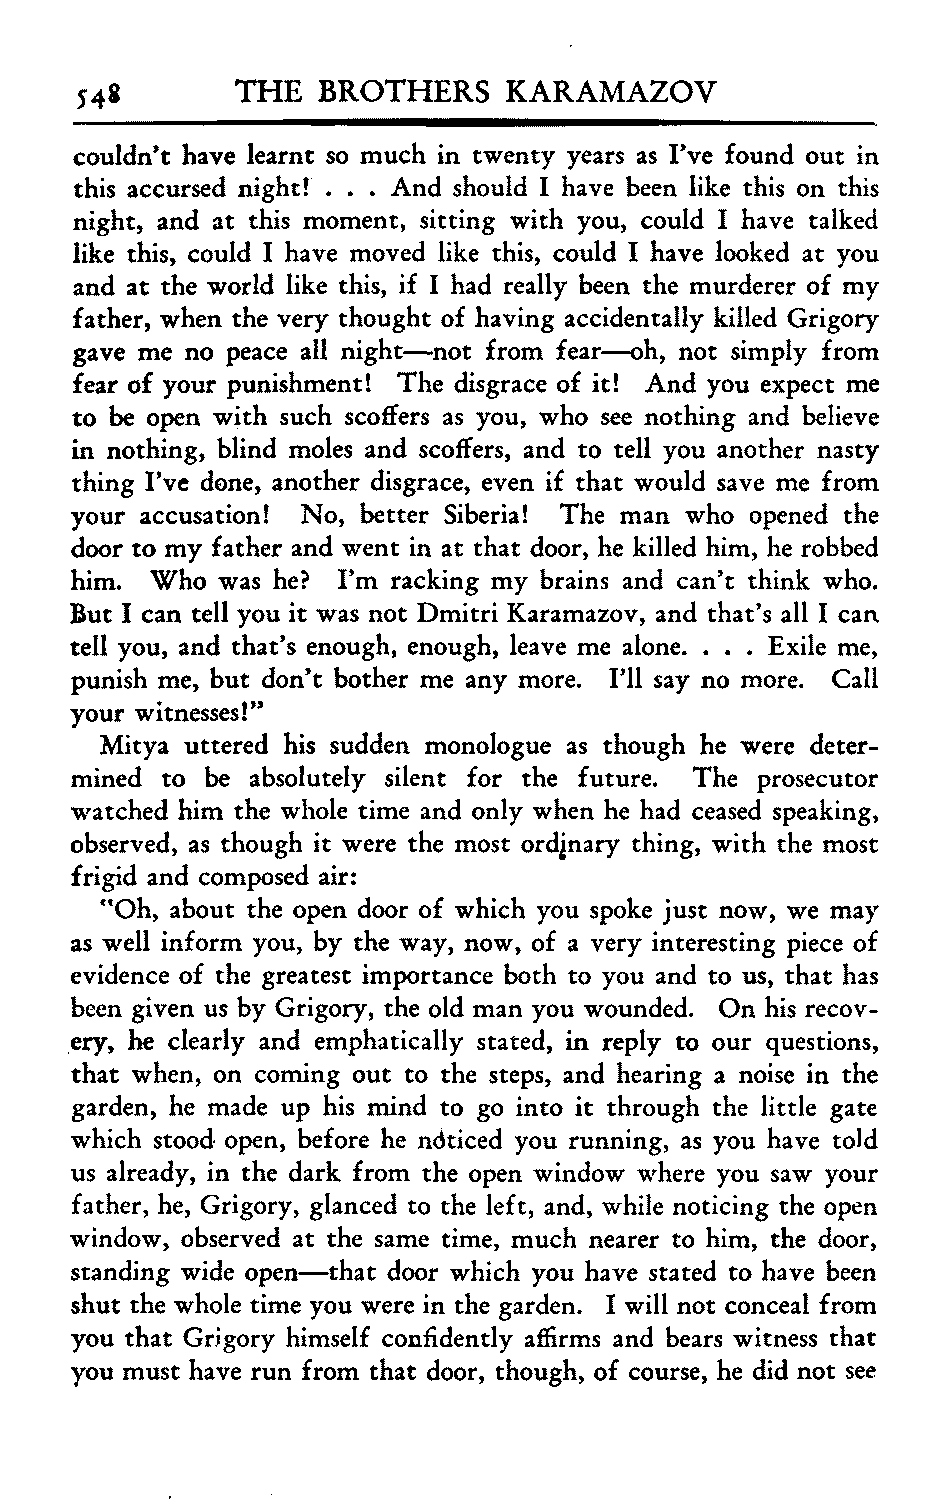 548 THE BROTHERS KARAMAZOV
couldn't have learnt so much in twenty years as I've found out in
this accursed night! . . . And should I have been like this on this
night, and at this moment, sitting with you, could I have talked
like this, could I have moved like this, could I have looked at you
and at the world like this, if I had really been the murderer of my
father, when the very thought of having accidentally killed Grigory
gave me no peace all night—not from fear—oh, not simply from
fear of your punishment! The disgrace of it! And you expect me
to be open with such scoffers as you, who see nothing and believe
in nothing, blind moles and scoffers, and to tell you another nasty
thing I've done, another disgrace, even if that would save me from
your accusation! No, better Siberia! The man who opened the
door to my father and went in at that door, he killed him, he robbed
him. Who was he? I'm racking my brains and can't think who.
But I can tell you it was not Dmitri Karamazov, and that's all I can
tell you, and that's enough, enough, leave me alone. . . . Exile me,
punish me, but don't bother me any more. I'll say no more. Call
your witnesses!"
Mitya uttered his sudden monologue as though he were deter-
mined to be absolutely silent for the future. The prosecutor
watched him the whole time and only when he had ceased speaking,
observed, as though it were the most ordinary thing, with the most
frigid and composed air:
"Oh, about the open door of which you spoke just now, we may
as well inform you, by the way, now, of a very interesting piece of
evidence of the greatest importance both to you and to us, that has
been given us by Grigory, the old man you wounded. On his recov-
ery, he clearly and emphatically stated, in reply to our questions,
that when, on coming out to the steps, and hearing a noise in the
garden, he made up his mind to go into it through the little gate
which stood open, before he noticed you running, as you have told
us already, in the dark from the open window where you saw your
father, he, Grigory, glanced to the left, and, while noticing the open
window, observed at the same time, much nearer to him, the door,
standing wide open—that door which you have stated to have been
shut the whole time you were in the garden. I will not conceal from
you that Grigory himself confidently affirms and bears witness that
you must have run from that door, though, of course, he did not see